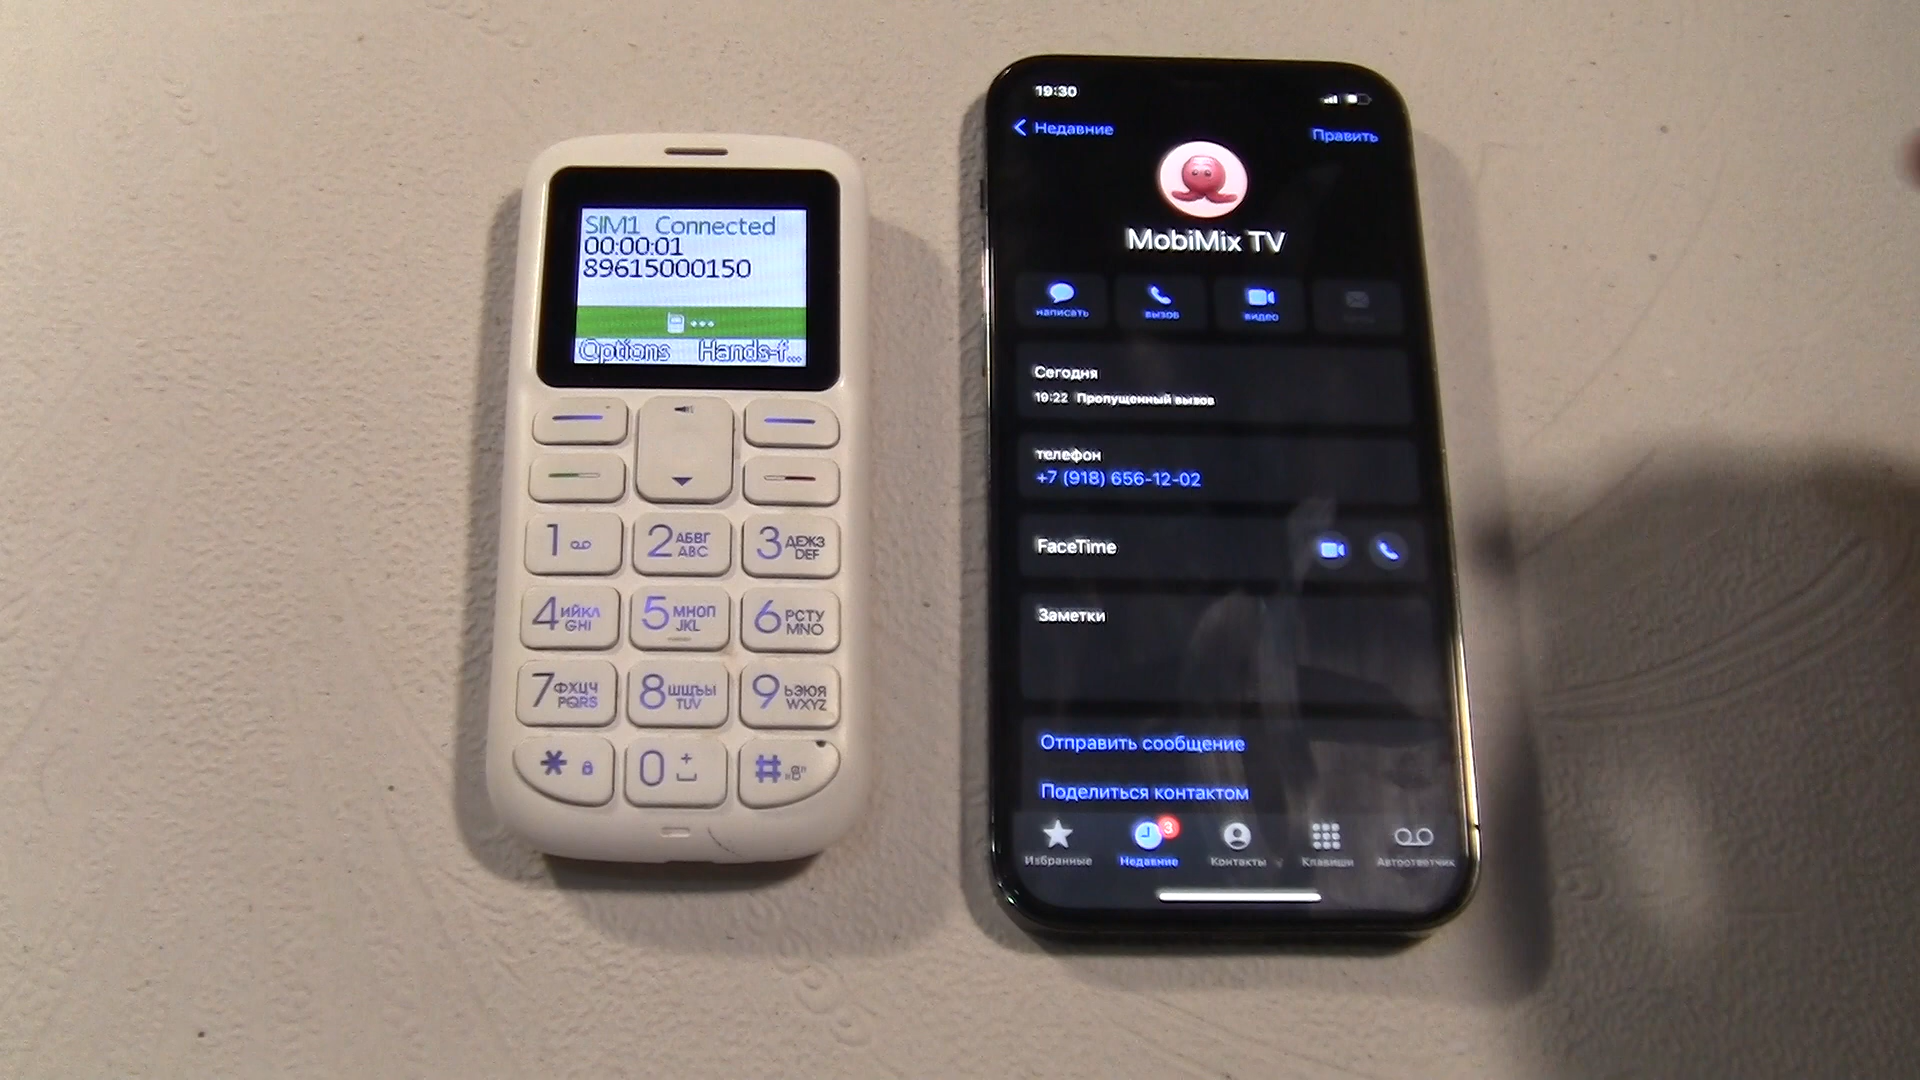 SIM1 Connected
00:00:01
89615000150
Options Hands-f...
1
2 АБВГ ABC
3 ДЕЖЗ DEF
4 ИЙКЛ GHI
5 МНОП JKL
6 РСТУ MNO
7 ФХЦЧ PQRS
8 ШЩЪЫ TUV
9 ЬЭЮЯ WXYZ
*
0 +
#
19:30
Недавние
Править
MobiMix TV
написать
вызов
видео
Сегодня
19:22 Пропущенный вызов
телефон
+7 (918) 656-12-02
FaceTime
Заметки
Отправить сообщение
Поделиться контактом
3
Избранные
Недавние
Контакты
Клавиши
Автоответчик